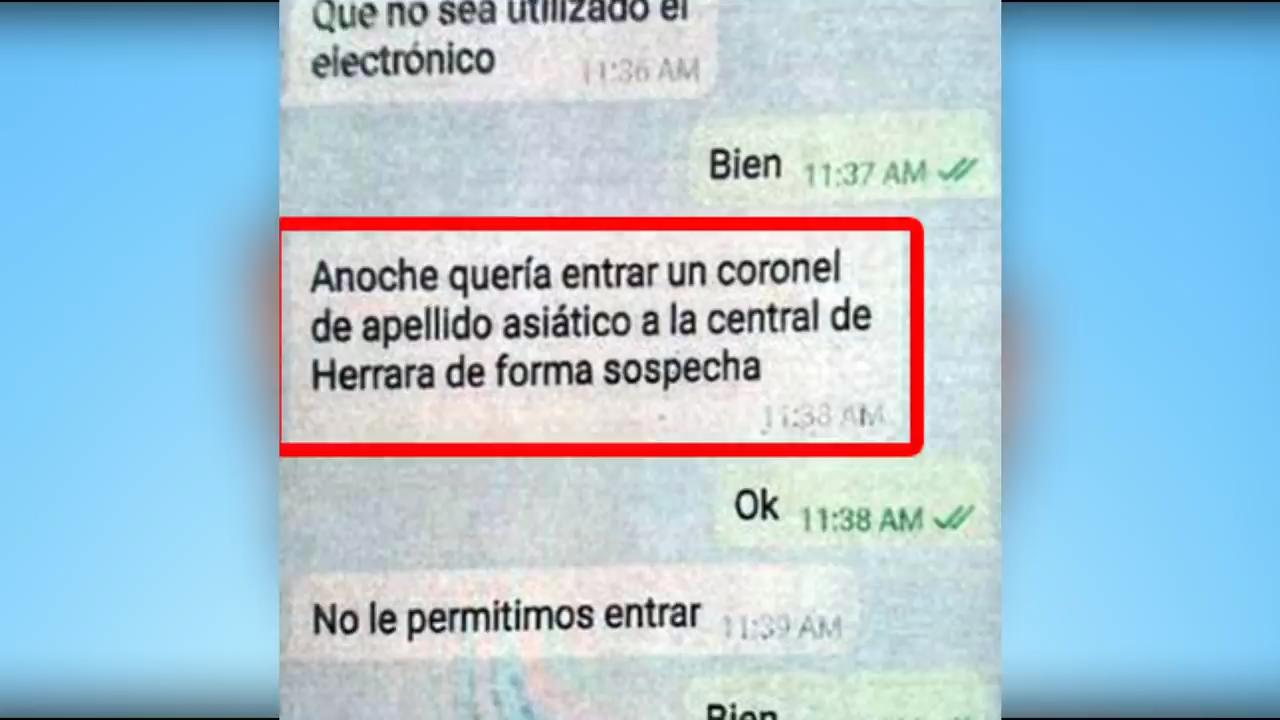 Que no sea utilizado el
electrónico 11:36 AM
Bien 11:37 AM
Anoche quería entrar un coronel
de apellido asiático a la central de
Herrara de forma sospecha
11:38 AM
Ok 11:38 AM
No le permitimos entrar 11:39 AM
Bien